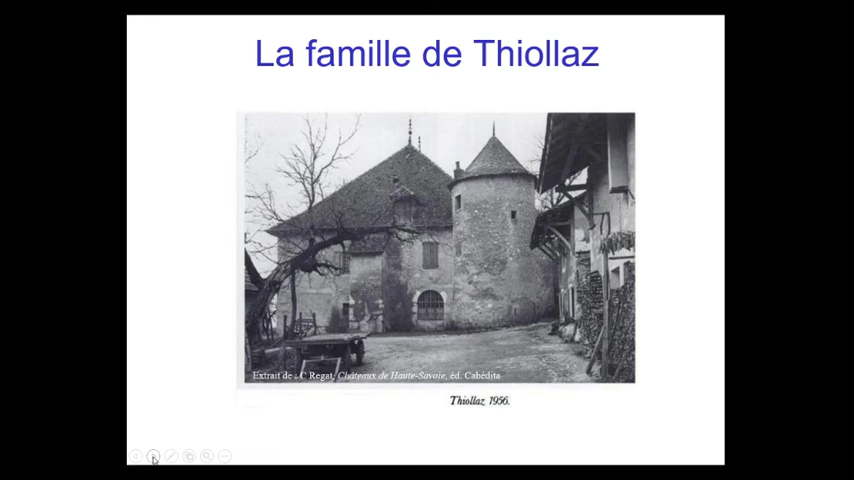 La famille de Thiollaz
Extrait de : C Regat, Châteaux de Haute-Savoie, éd. Cabédita
Thiollaz 1956.